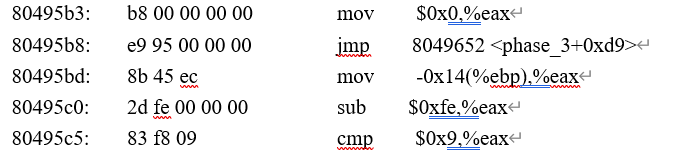 80495b3: b8 00 00 00 00 mov $0x0,%eax↵
80495b8: e9 95 00 00 00 jmp 8049652 <phase_3+0xd9>↵
80495bd: 8b 45 ec mov -0x14(%ebp),%eax↵
80495c0: 2d fe 00 00 00 sub $0xfe,%eax↵
80495c5: 83 f8 09 cmp $0x9,%eax↵